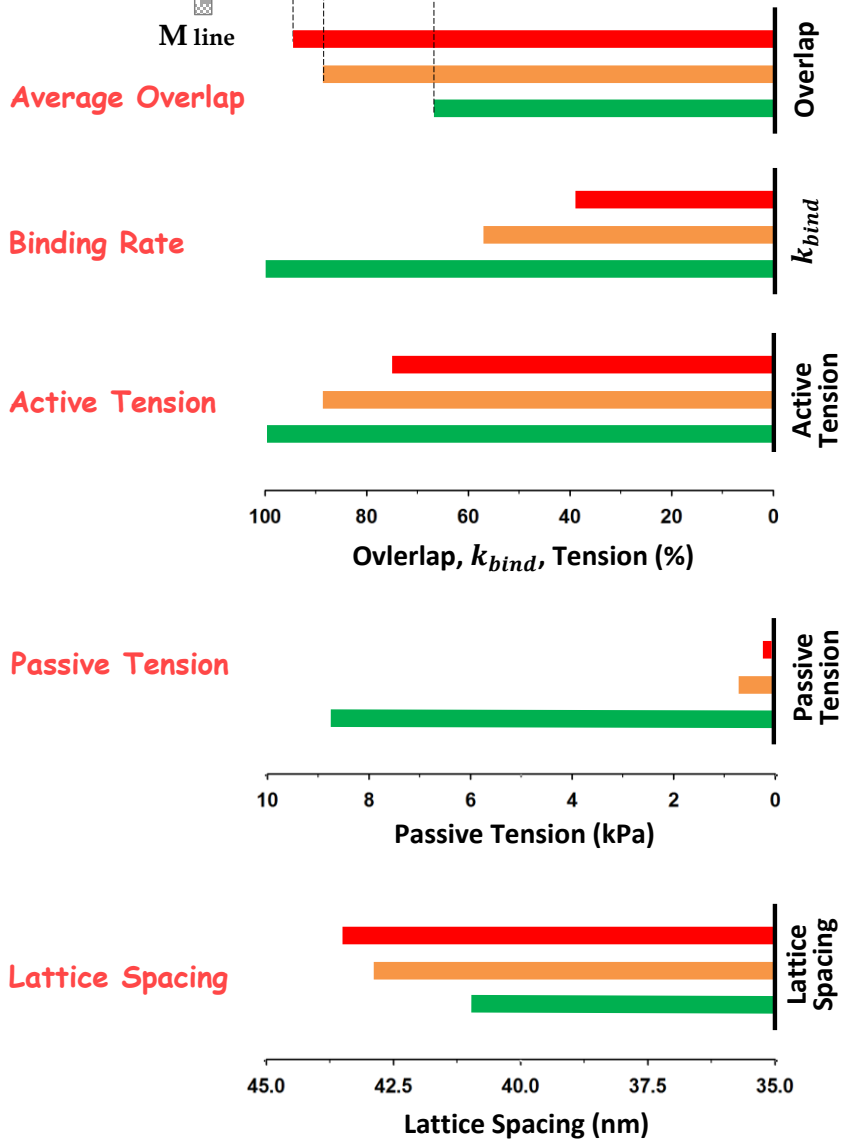 M line
Average Overlap
Overlap
Binding Rate
k_bind
Active Tension
Active
Tension
100 80 60 40 20 0
Ovlerlap, k_bind, Tension (%)
Passive Tension
Passive
Tension
10 8 6 4 2 0
Passive Tension (kPa)
Lattice Spacing
Lattice
Spacing
45.0 42.5 40.0 37.5 35.0
Lattice Spacing (nm)